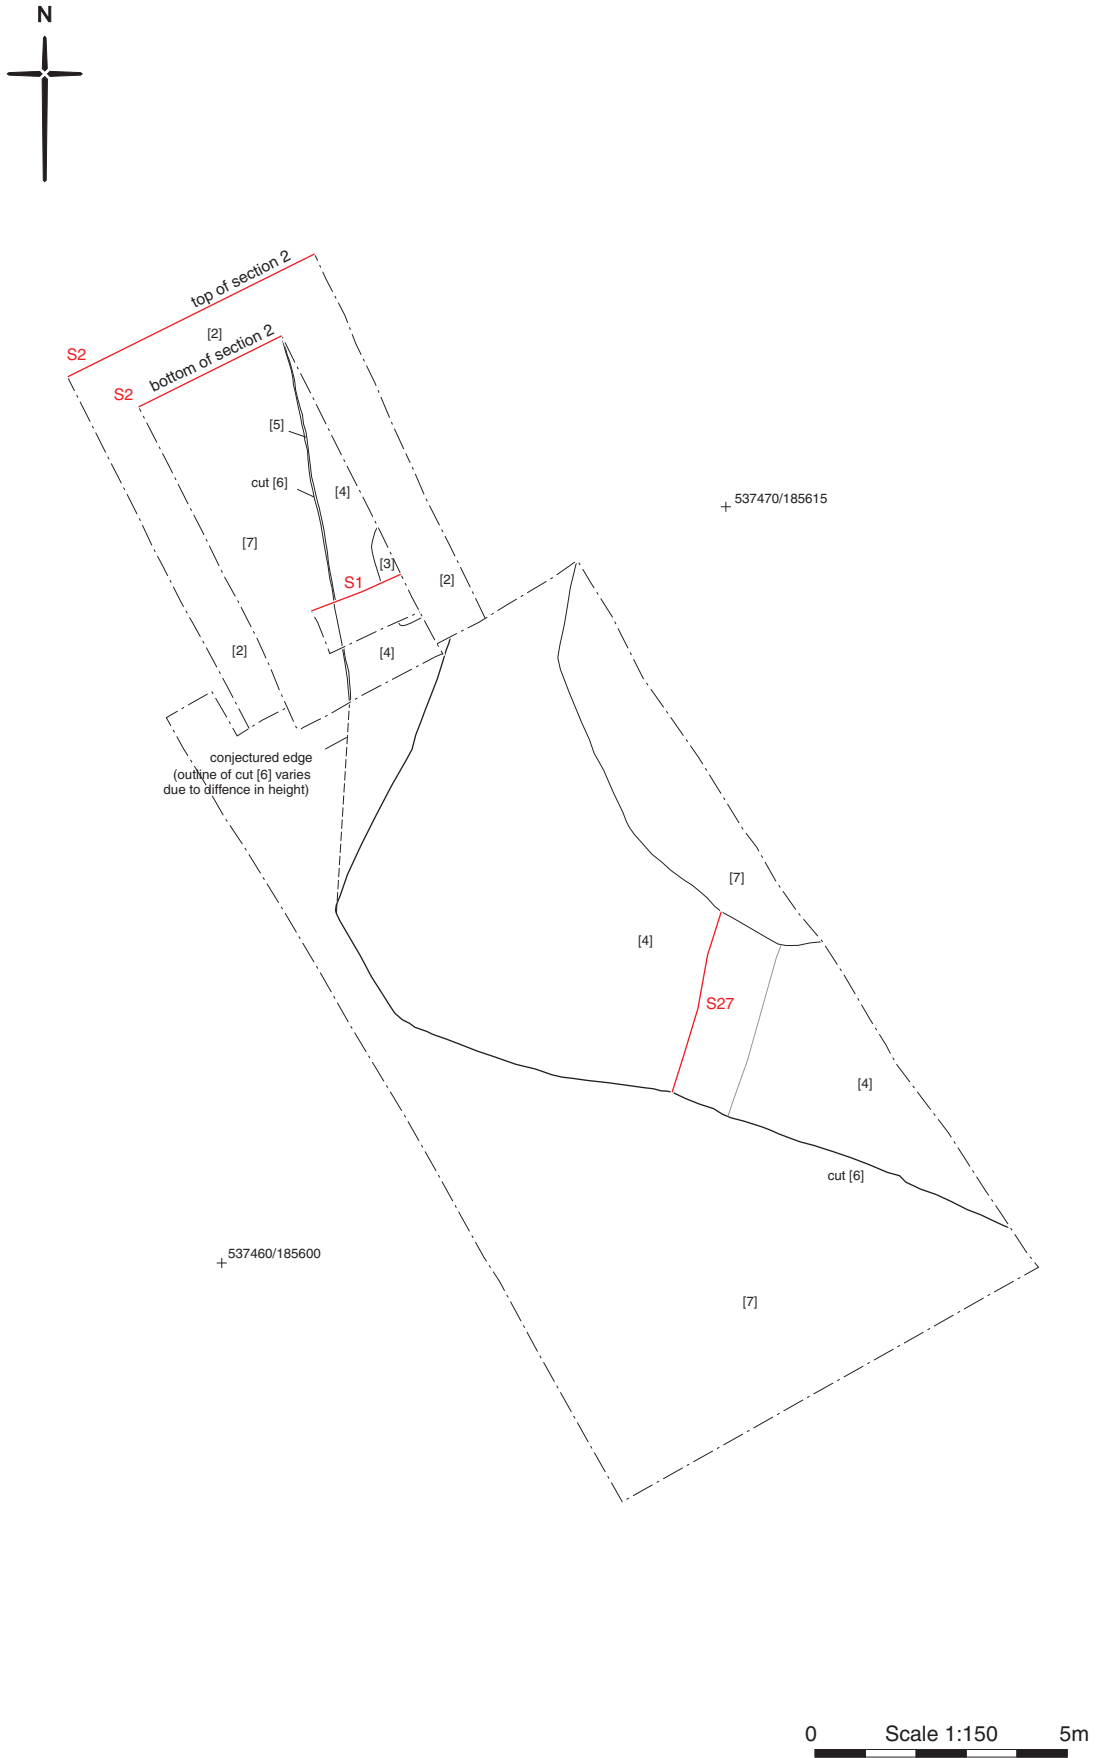 N
top of section 2
[2]
S2
bottom of section 2
S2
[5]
cut [6]
[4]
537470/185615
[7]
[3]
S1
[2]
[2]
[4]
conjectured edge
(outline of cut [6] varies
due to diffence in height)
[7]
[4]
S27
[4]
cut [6]
537460/185600
[7]
0 Scale 1:150 5m